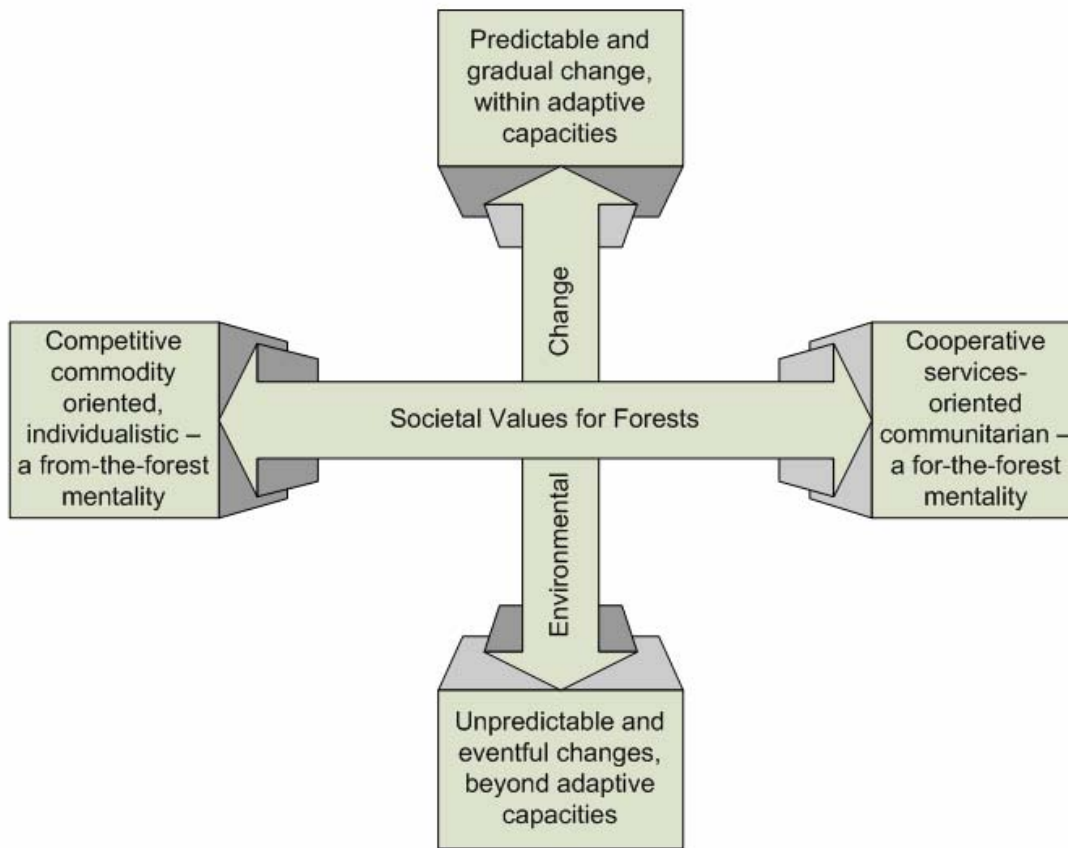 Predictable and
gradual change,
within adaptive
capacities
Change
Competitive
commodity
oriented,
individualistic –
a from-the-forest
mentality
Societal Values for Forests
Cooperative
services-
oriented
communitarian –
a for-the-forest
mentality
Environmental
Unpredictable and
eventful changes,
beyond adaptive
capacities